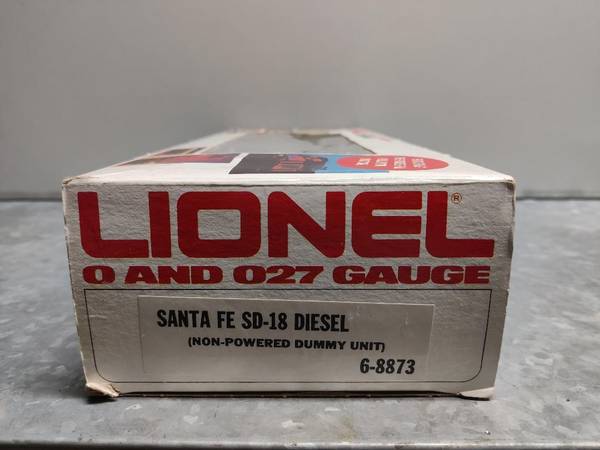 LIONEL®
O AND O27 GAUGE
SANTA FE SD-18 DIESEL
(NON-POWERED DUMMY UNIT)
6-8873